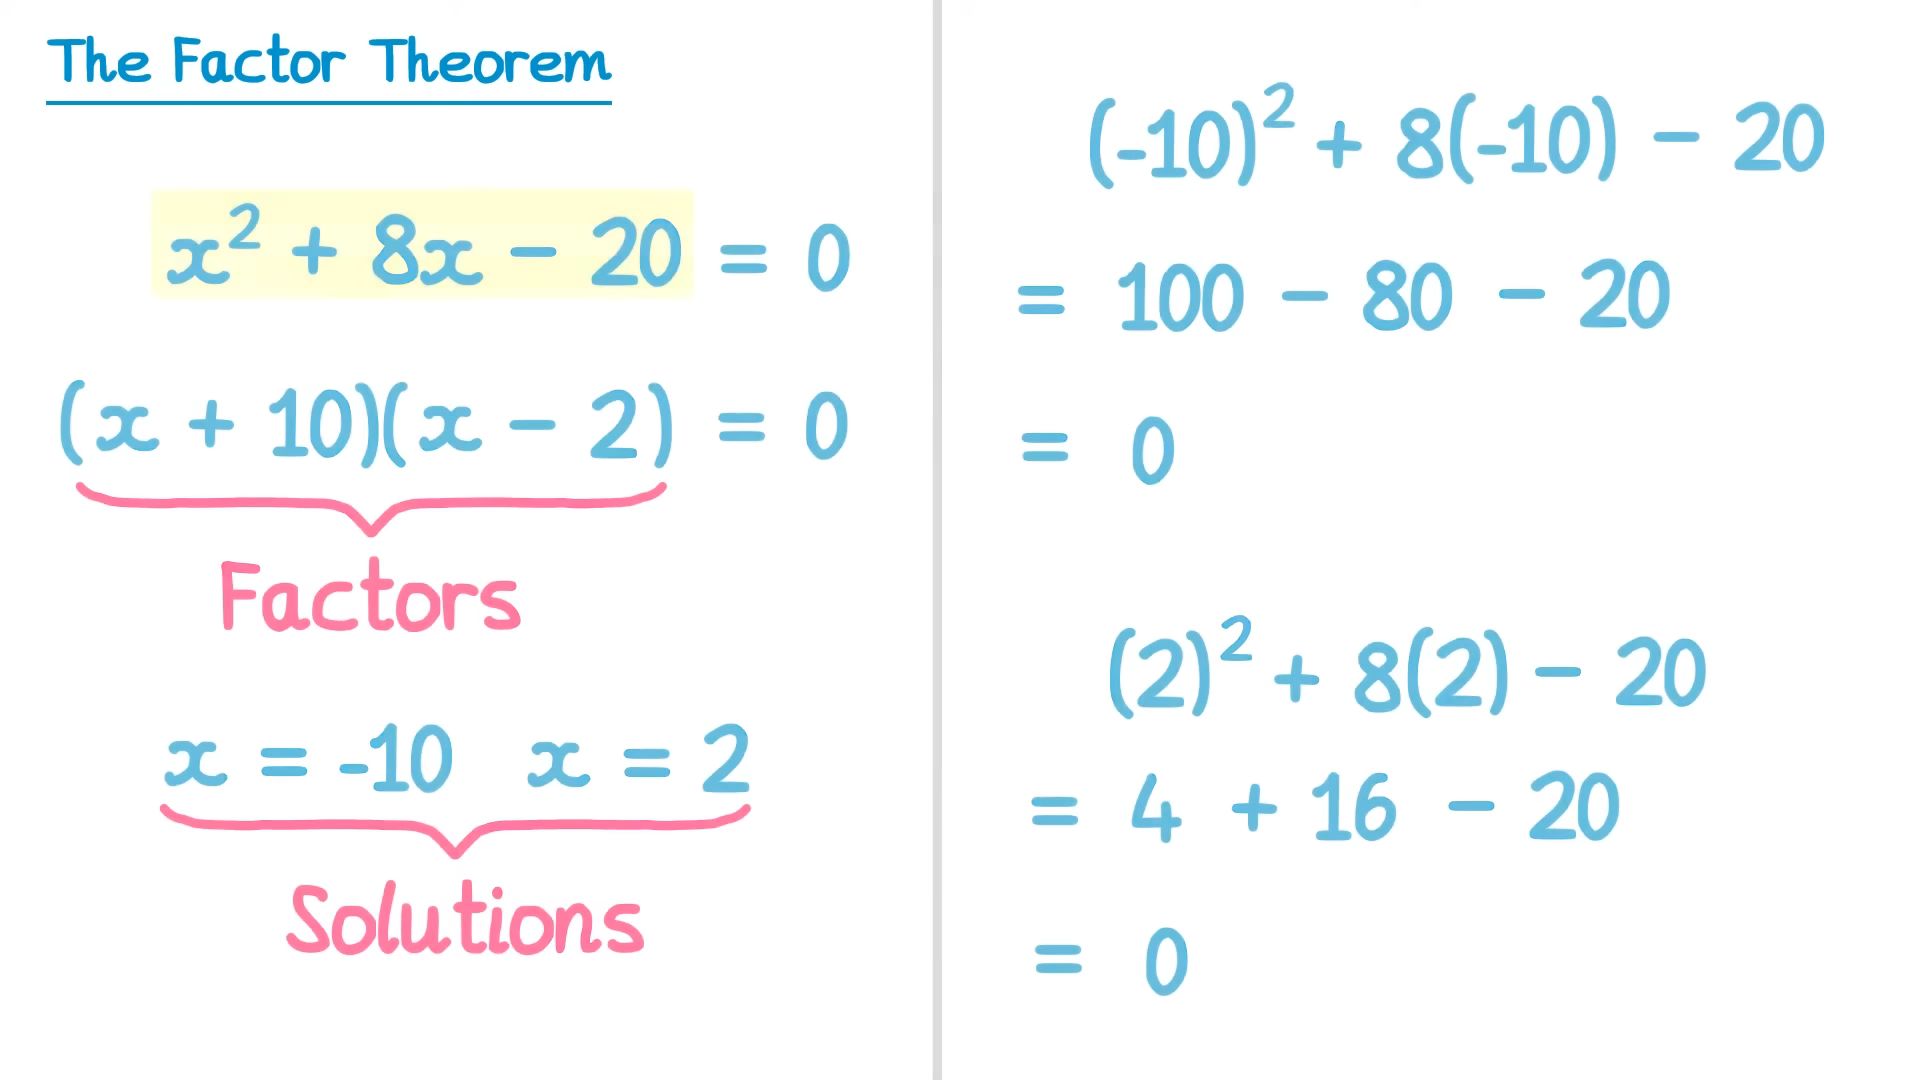 The Factor Theorem
x² + 8x − 20 = 0
(x + 10)(x − 2) = 0
Factors
x = -10 x = 2
Solutions
(-10)² + 8(-10) − 20
= 100 − 80 − 20
= 0
(2)² + 8(2) − 20
= 4 + 16 − 20
= 0